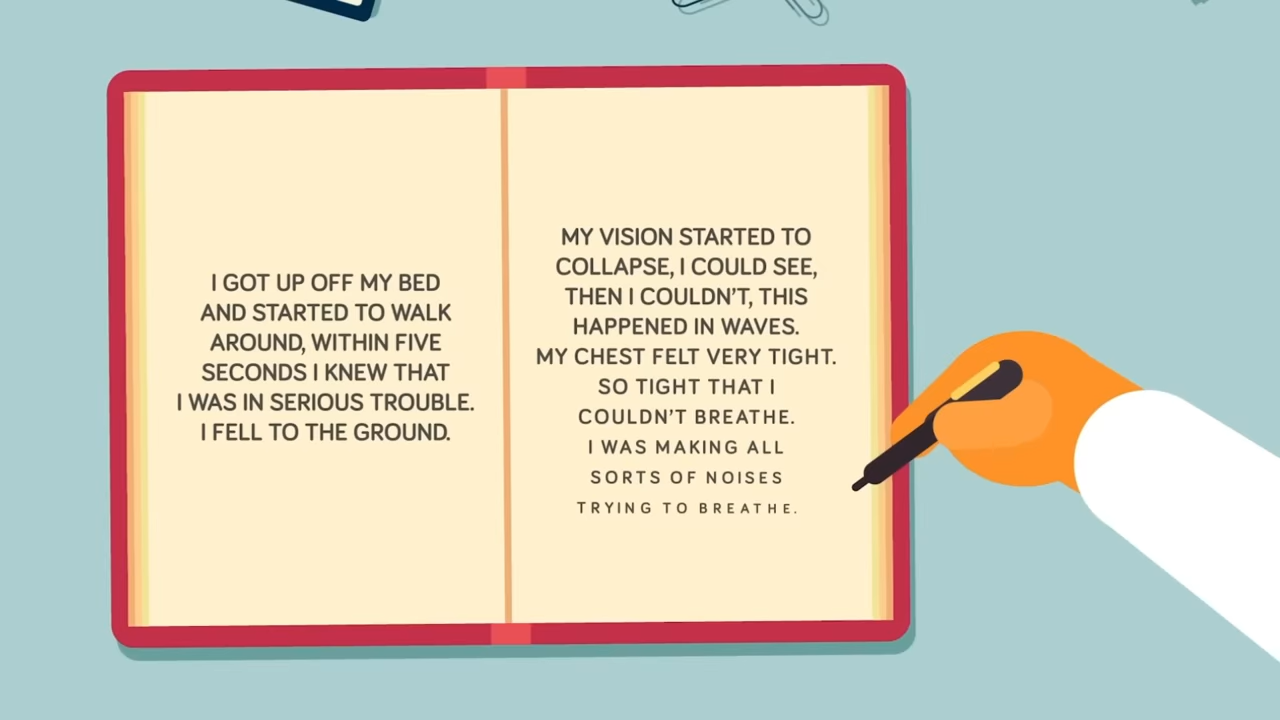 I GOT UP OFF MY BED
AND STARTED TO WALK
AROUND, WITHIN FIVE
SECONDS I KNEW THAT
I WAS IN SERIOUS TROUBLE.
I FELL TO THE GROUND.
MY VISION STARTED TO
COLLAPSE, I COULD SEE,
THEN I COULDN'T, THIS
HAPPENED IN WAVES.
MY CHEST FELT VERY TIGHT.
SO TIGHT THAT I
COULDN'T BREATHE.
I WAS MAKING ALL
SORTS OF NOISES
TRYING TO BREATHE.